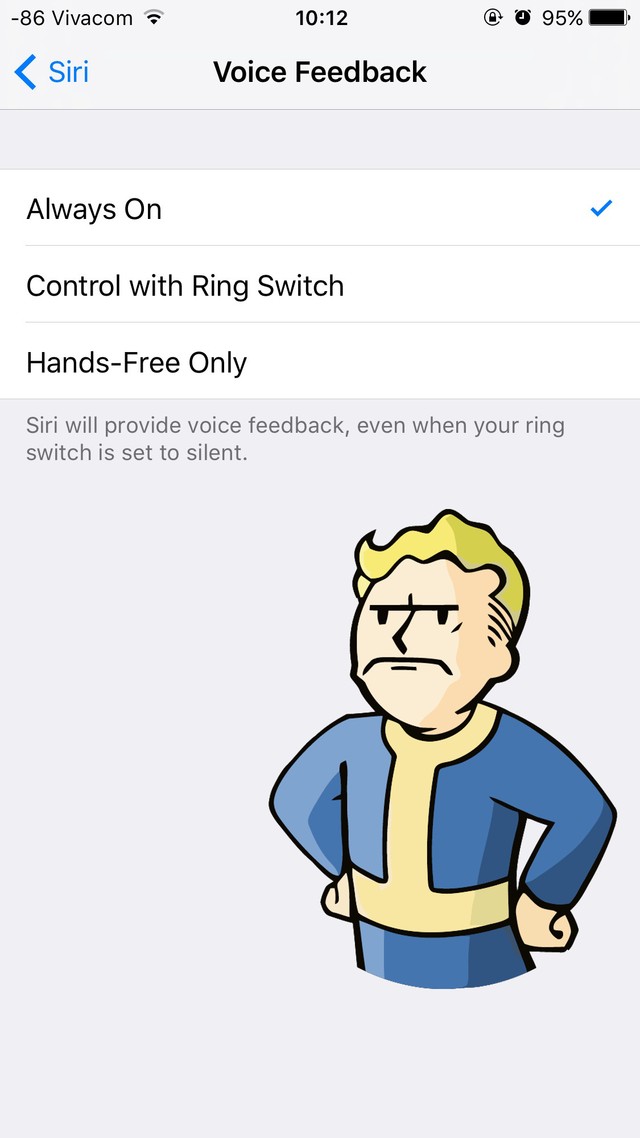 -86 Vivacom 10:12 95%
Siri Voice Feedback
Always On
Control with Ring Switch
Hands-Free Only
Siri will provide voice feedback, even when your ring
switch is set to silent.